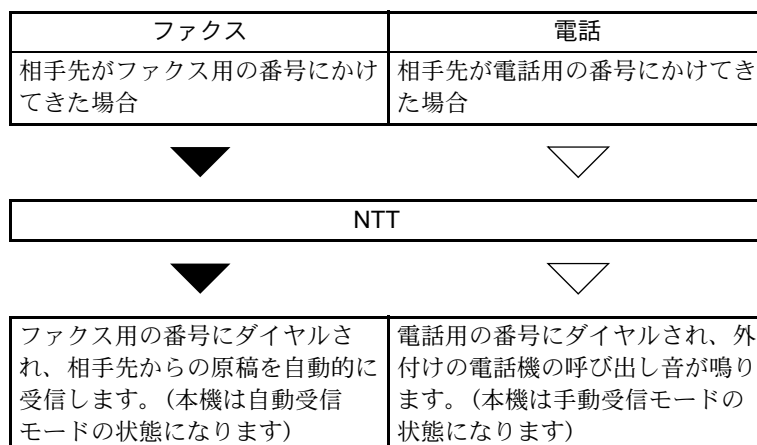 ファクス
電話
相手先がファクス用の番号にかけ
てきた場合
相手先が電話用の番号にかけてき
た場合
NTT
ファクス用の番号にダイヤルさ
れ、相手先からの原稿を自動的に
受信します。(本機は自動受信
モードの状態になります)
電話用の番号にダイヤルされ、外
付けの電話機の呼び出し音が鳴り
ます。(本機は手動受信モードの
状態になります)